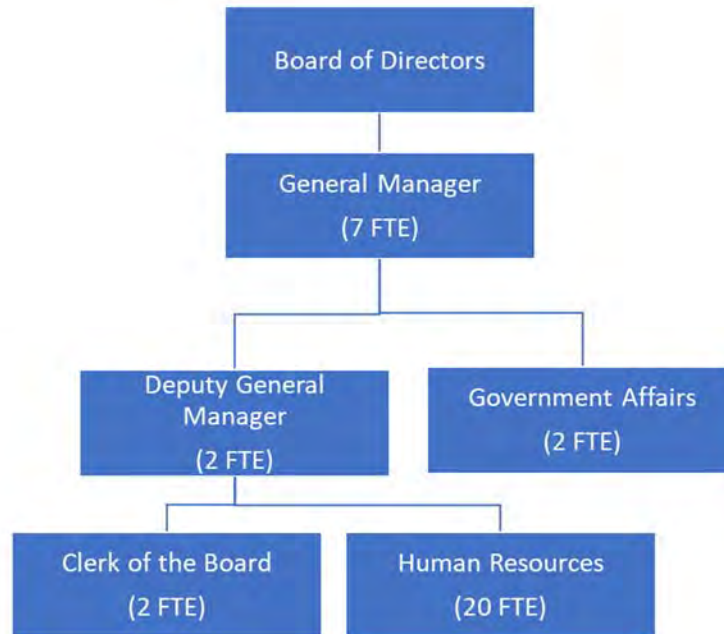 Board of Directors
General Manager
(7 FTE)
Deputy General
Manager
(2 FTE)
Government Affairs
(2 FTE)
Clerk of the Board
(2 FTE)
Human Resources
(20 FTE)